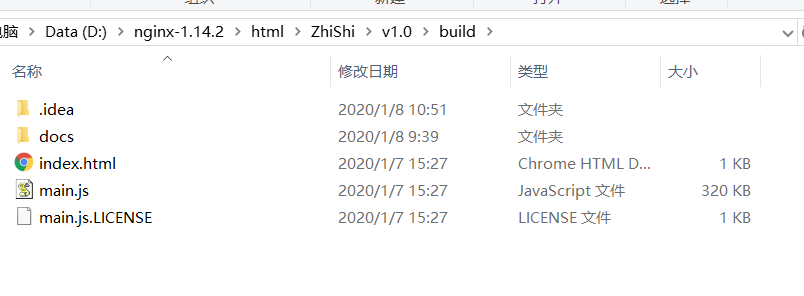 电脑 > Data (D:) > nginx-1.14.2 > html > ZhiShi > v1.0 > build >
名称 修改日期 类型 大小
.idea 2020/1/8 10:51 文件夹
docs 2020/1/8 9:39 文件夹
index.html 2020/1/7 15:27 Chrome HTML D... 1 KB
main.js 2020/1/7 15:27 JavaScript 文件 320 KB
main.js.LICENSE 2020/1/7 15:27 LICENSE 文件 1 KB